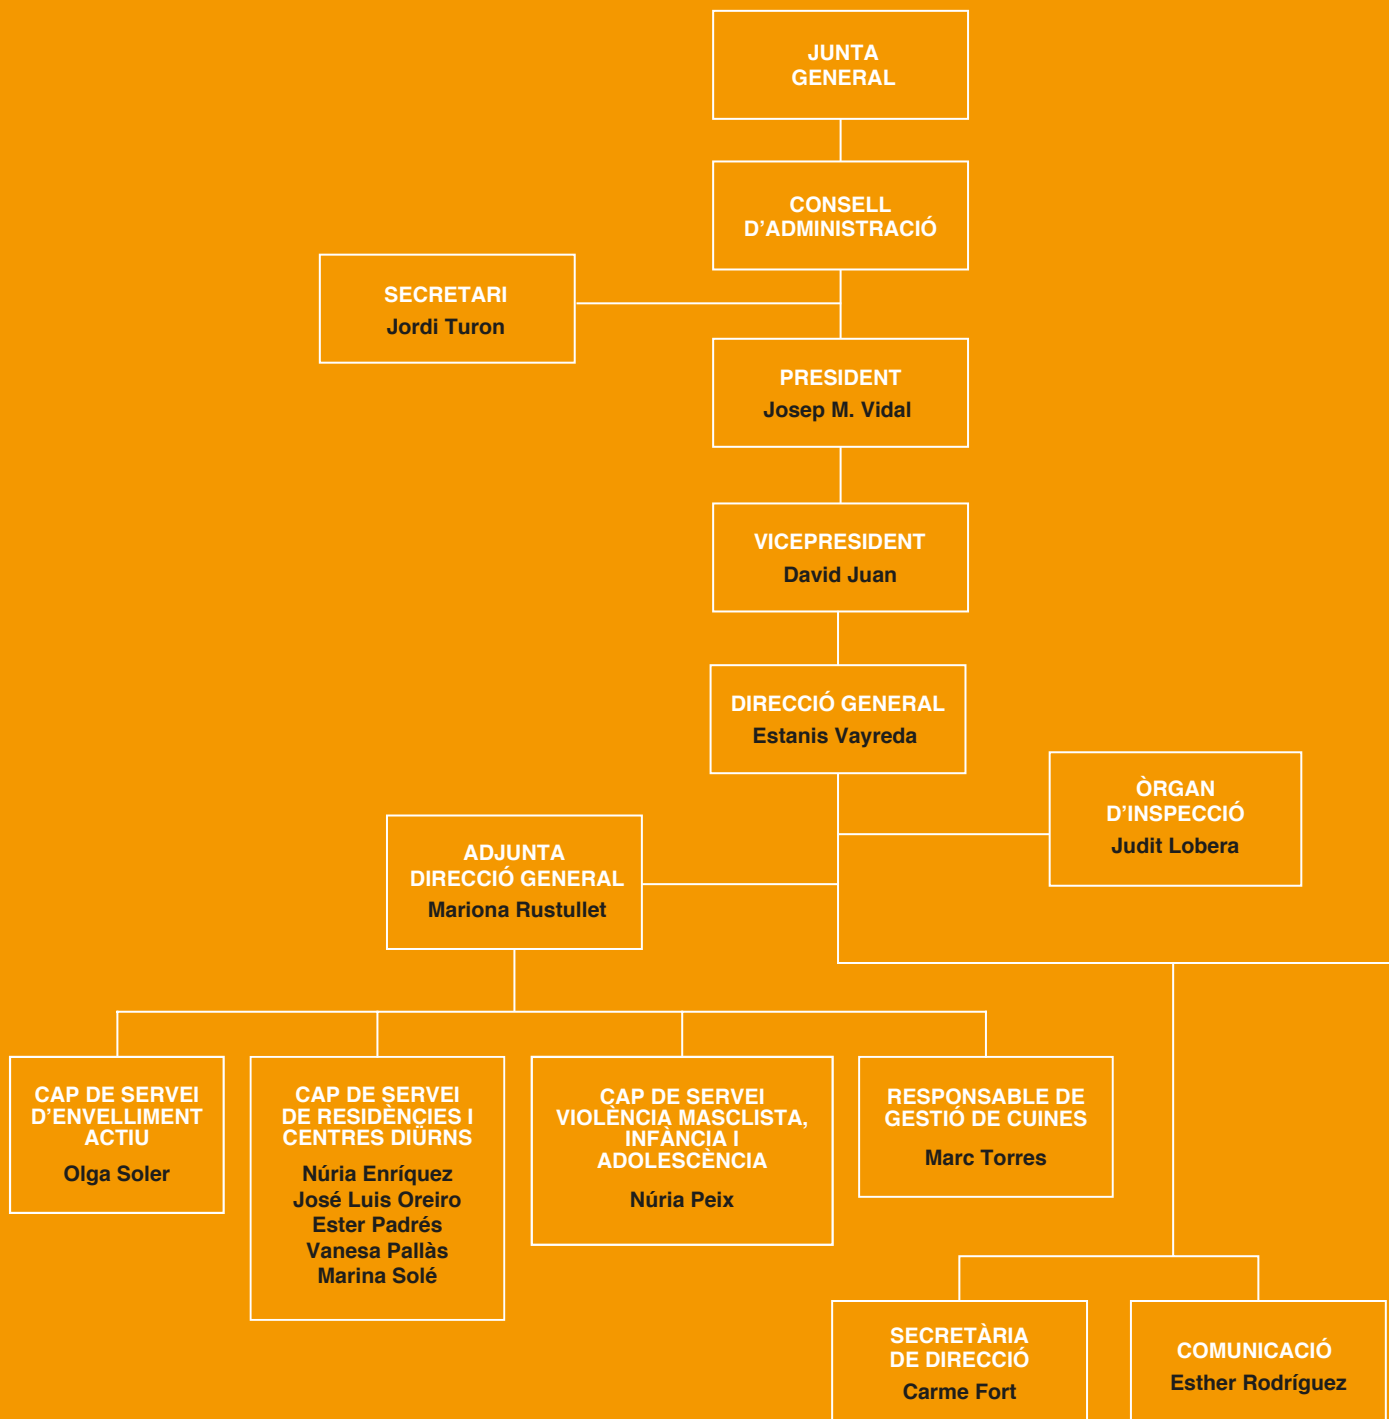 JUNTA
GENERAL
CONSELL
D’ADMINISTRACIÓ
SECRETARI
Jordi Turon
PRESIDENT
Josep M. Vidal
VICEPRESIDENT
David Juan
DIRECCIÓ GENERAL
Estanis Vayreda
ÒRGAN
D’INSPECCIÓ
Judit Lobera
ADJUNTA
DIRECCIÓ GENERAL
Mariona Rustullet
CAP DE SERVEI
D’ENVELLIMENT
ACTIU
Olga Soler
CAP DE SERVEI
DE RESIDÈNCIES I
CENTRES DIÜRNS
Núria Enríquez
José Luis Oreiro
Ester Padrés
Vanesa Pallàs
Marina Solé
CAP DE SERVEI
VIOLÈNCIA MASCLISTA,
INFÀNCIA I
ADOLESCÈNCIA
Núria Peix
RESPONSABLE DE
GESTIÓ DE CUINES
Marc Torres
SECRETÀRIA
DE DIRECCIÓ
Carme Fort
COMUNICACIÓ
Esther Rodríguez